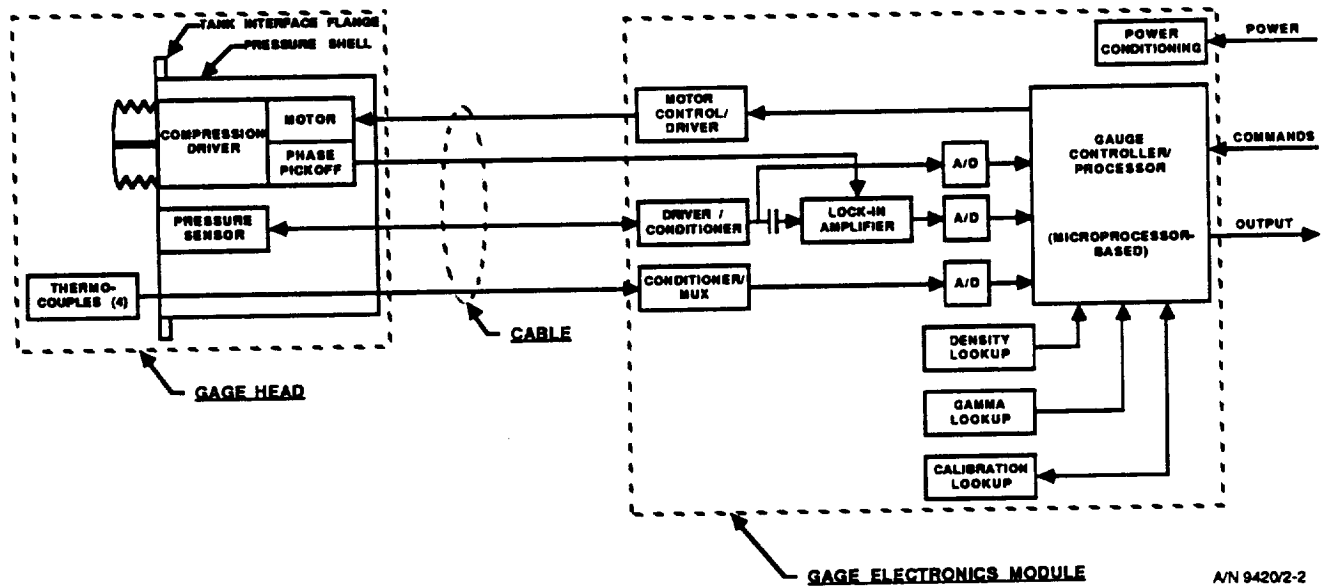 TANK INTERFACE FLANGE
PRESSURE SHELL
COMPRESSION
DRIVER
MOTOR
PHASE
PICKOFF
PRESSURE
SENSOR
THERMO-
COUPLES (4)
GAGE HEAD
CABLE
POWER
CONDITIONING
POWER
MOTOR
CONTROL/
DRIVER
GAUGE
CONTROLLER/
PROCESSOR
(MICROPROCESSOR-
BASED)
COMMANDS
OUTPUT
A/D
DRIVER /
CONDITIONER
LOCK-IN
AMPLIFIER
A/D
CONDITIONER/
MUX
A/D
DENSITY
LOOKUP
GAMMA
LOOKUP
CALIBRATION
LOOKUP
GAGE ELECTRONICS MODULE
A/N 9420/2-2